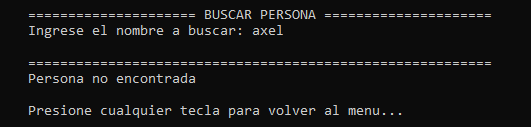 ===================== BUSCAR PERSONA =====================
Ingrese el nombre a buscar: axel
==========================================================
Persona no encontrada
Presione cualquier tecla para volver al menu...